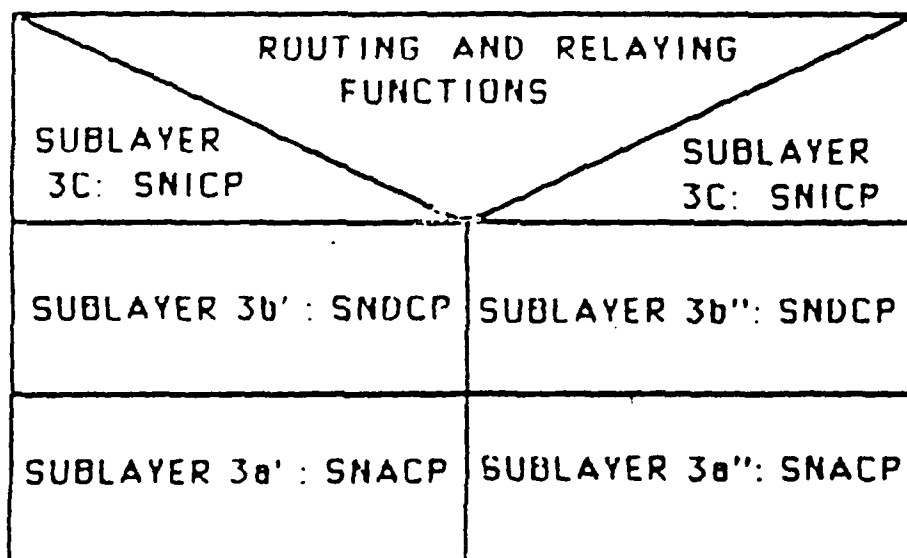 ROUTING AND RELAYING
FUNCTIONS
SUBLAYER
3C: SNICP
SUBLAYER
3C: SNICP
SUBLAYER 3b' : SNDCP
SUBLAYER 3b'': SNDCP
SUBLAYER 3a' : SNACP
SUBLAYER 3a'': SNACP